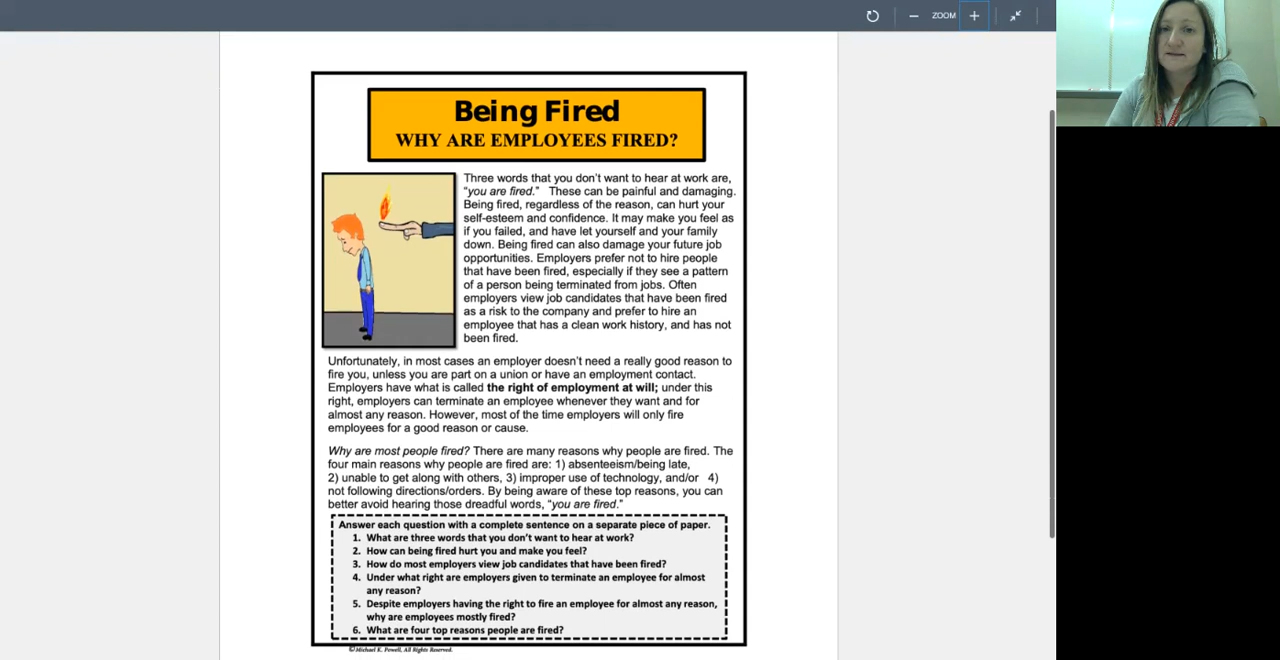 ZOOM
Being Fired
WHY ARE EMPLOYEES FIRED?
Three words that you don't want to hear at work are,
"you are fired." These can be painful and damaging.
Being fired, regardless of the reason, can hurt your
self-esteem and confidence. It may make you feel as
if you failed, and have let yourself and your family
down. Being fired can also damage your future job
opportunities. Employers prefer not to hire people
that have been fired, especially if they see a pattern
of a person being terminated from jobs. Often
employers view job candidates that have been fired
as a risk to the company and prefer to hire an
employee that has a clean work history, and has not
been fired.
Unfortunately, in most cases an employer doesn't need a really good reason to
fire you, unless you are part on a union or have an employment contact.
Employers have what is called the right of employment at will; under this
right, employers can terminate an employee whenever they want and for
almost any reason. However, most of the time employers will only fire
employees for a good reason or cause.
Why are most people fired? There are many reasons why people are fired. The
four main reasons why people are fired are: 1) absenteeism/being late,
2) unable to get along with others, 3) improper use of technology, and/or 4)
not following directions/orders. By being aware of these top reasons, you can
better avoid hearing those dreadful words, "you are fired."
Answer each question with a complete sentence on a separate piece of paper.
1. What are three words that you don't want to hear at work?
2. How can being fired hurt you and make you feel?
3. How do most employers view job candidates that have been fired?
4. Under what right are employers given to terminate an employee for almost
any reason?
5. Despite employers having the right to fire an employee for almost any reason,
why are employees mostly fired?
6. What are four top reasons people are fired?
©Michael K. Powell, All Rights Reserved.